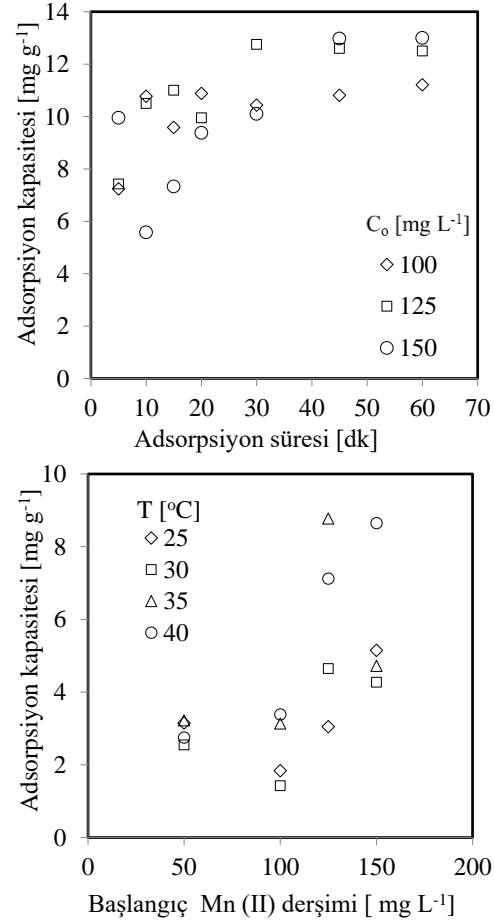 Adsorpsiyon kapasitesi [mg g-1]
14
12
10
8
6
4
2
0
C₀ [mg L-1]
100
125
150
0 10 20 30 40 50 60 70
Adsorpsiyon süresi [dk]
Adsorpsiyon kapasitesi [mg g-1]
10
8
6
4
2
0
T [oC]
25
30
35
40
0 50 100 150 200
Başlangıç Mn (II) derşimi [ mg L-1]